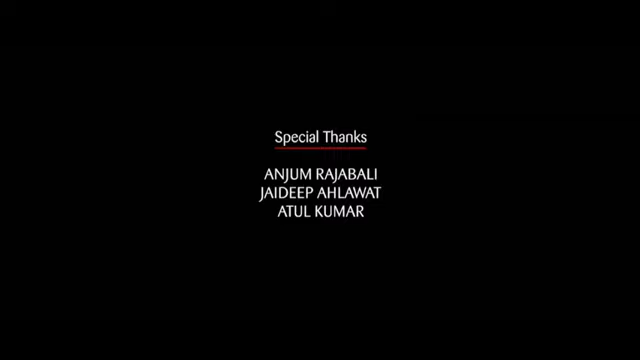 Special Thanks
ANJUM RAJABALI
JAIDEEP AHLAWAT
ATUL KUMAR